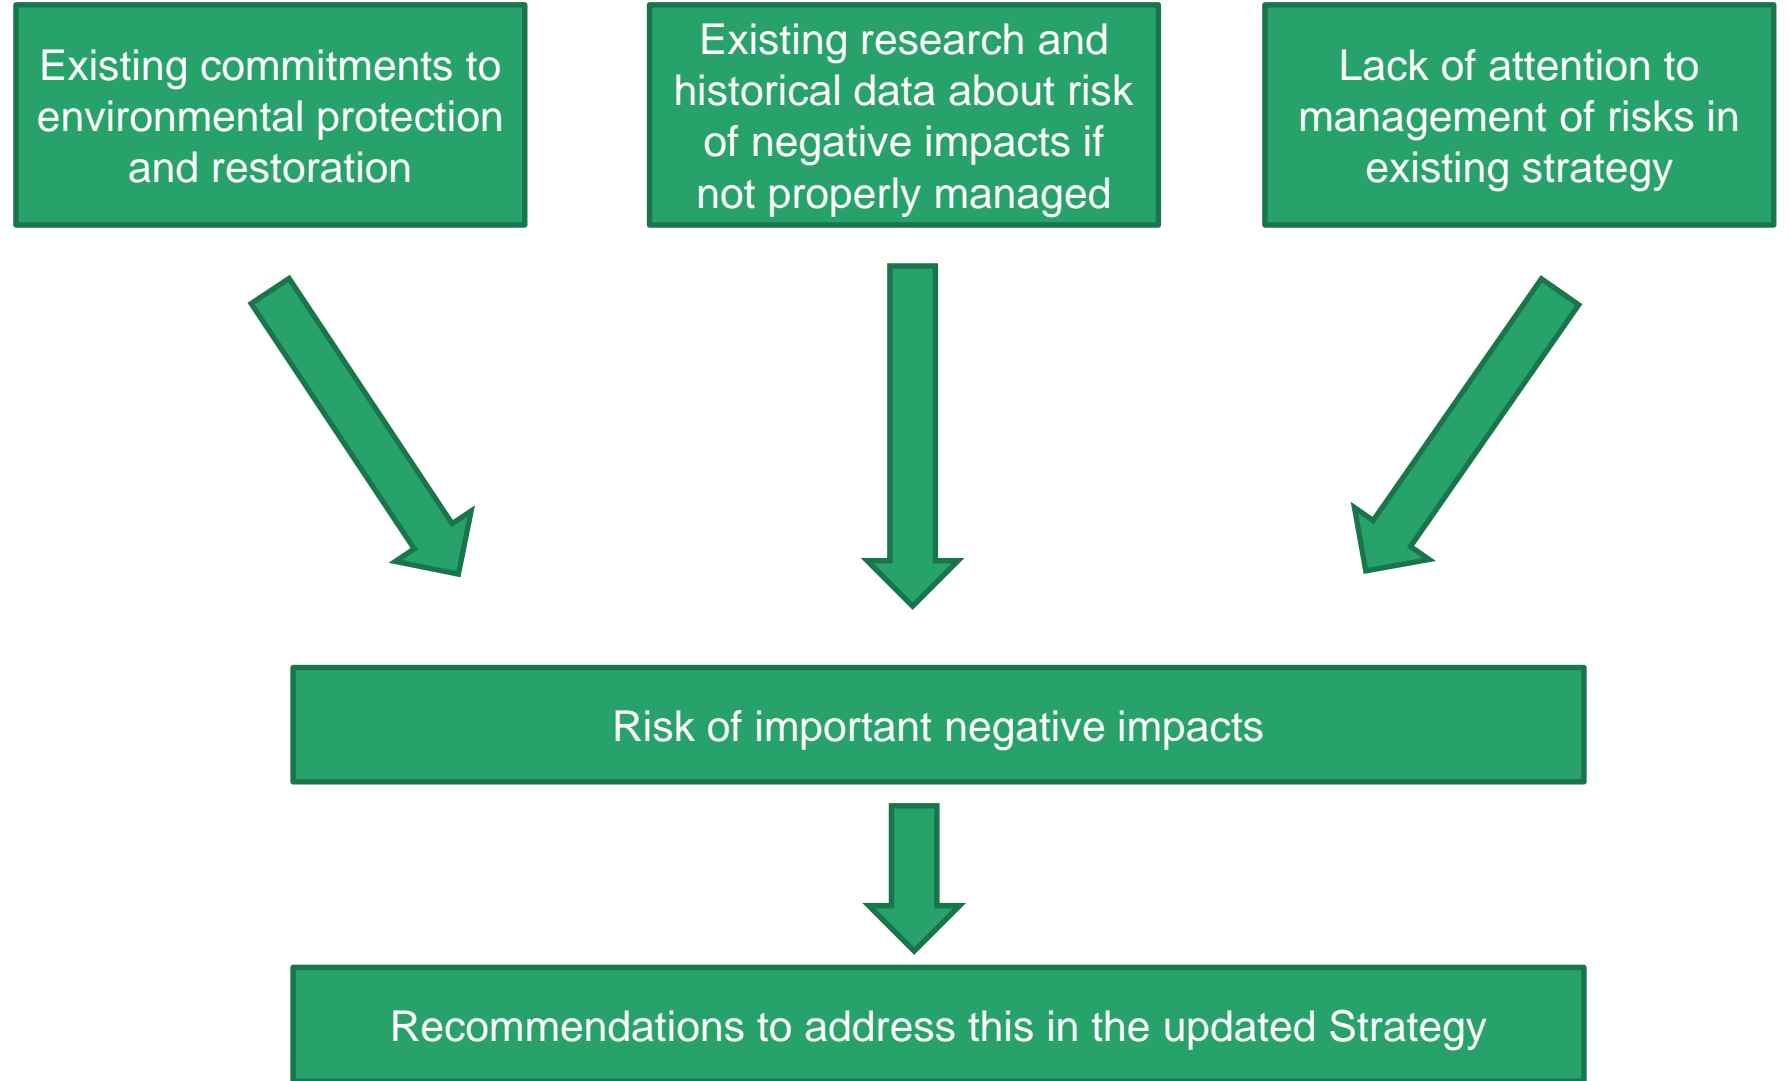 Existing commitments to
environmental protection
and restoration
Existing research and
historical data about risk
of negative impacts if
not properly managed
Lack of attention to
management of risks in
existing strategy
Risk of important negative impacts
Recommendations to address this in the updated Strategy